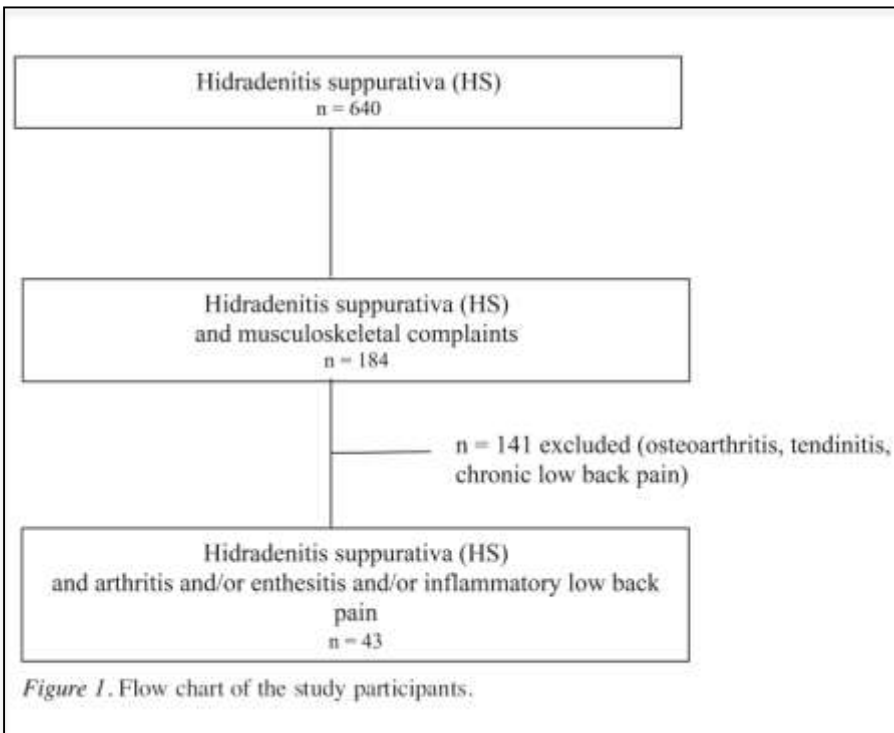 Hidradenitis suppurativa (HS)
n = 640
Hidradenitis suppurativa (HS)
and musculoskeletal complaints
n = 184
n = 141 excluded (osteoarthritis, tendinitis,
chronic low back pain)
Hidradenitis suppurativa (HS)
and arthritis and/or enthesitis and/or inflammatory low back
pain
n = 43
Figure 1. Flow chart of the study participants.